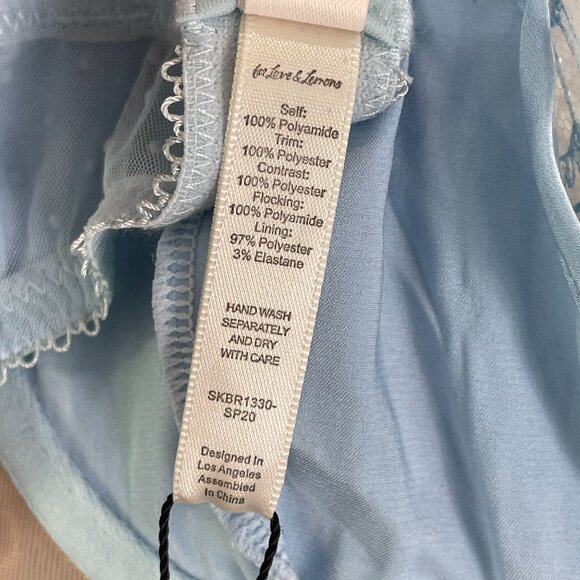 for Love & Lemons
Self:
100% Polyamide
Trim:
100% Polyester
Contrast:
100% Polyester
Flocking:
100% Polyamide
Lining:
97% Polyester
3% Elastane
HAND WASH
SEPARATELY
AND DRY
WITH CARE
SKBR1330-
SP20
Designed In
Los Angeles
Assembled
In China